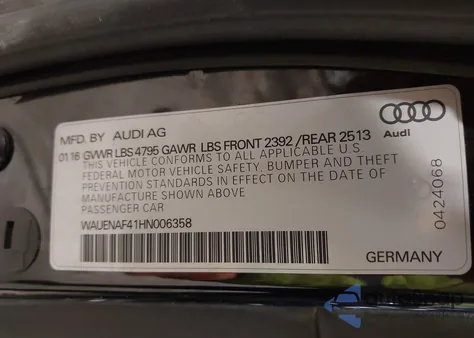 MFD. BY AUDI AG
01.16 GVWR LBS 4795 GAWR LBS FRONT 2392 /REAR 2513
THIS VEHICLE CONFORMS TO ALL APPLICABLE U.S.
FEDERAL MOTOR VEHICLE SAFETY, BUMPER AND THEFT
PREVENTION STANDARDS IN EFFECT ON THE DATE OF
MANUFACTURE SHOWN ABOVE
PASSENGER CAR
WAUENAF41HN006358
Audi
0424068
GERMANY